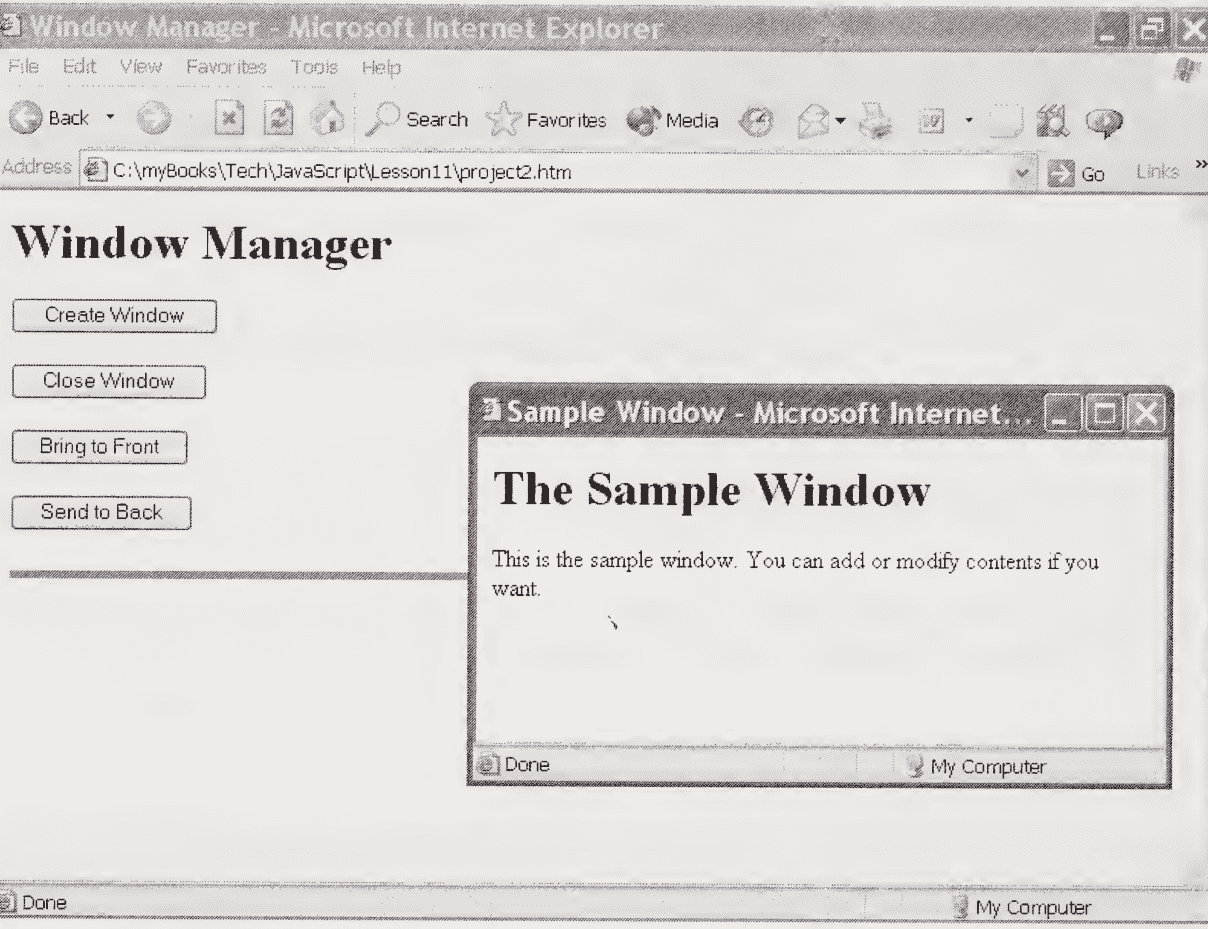 Window Manager - Microsoft Internet Explorer
File Edit View Favorites Tools Help
Back Search Favorites Media
Address C:\myBooks\Tech\JavaScript\Lesson11\project2.htm Go Links »
Window Manager
Create Window
Close Window
Bring to Front
Send to Back
Sample Window - Microsoft Internet...
The Sample Window
This is the sample window. You can add or modify contents if you
want.
Done My Computer
Done My Computer